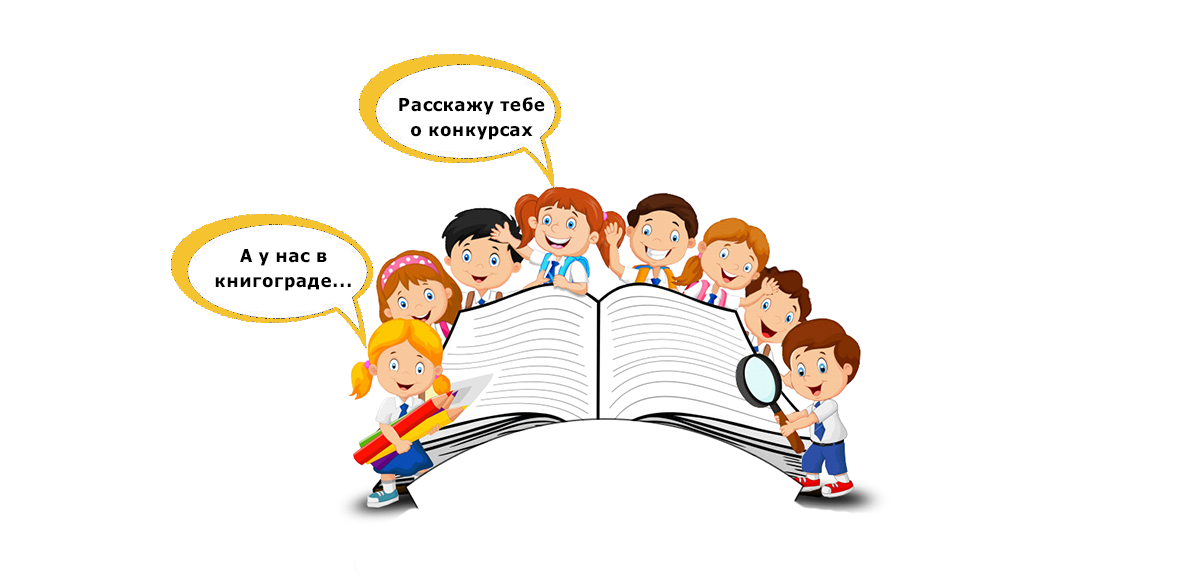 Расскажу тебе
о конкурсах
А у нас в
книгограде...